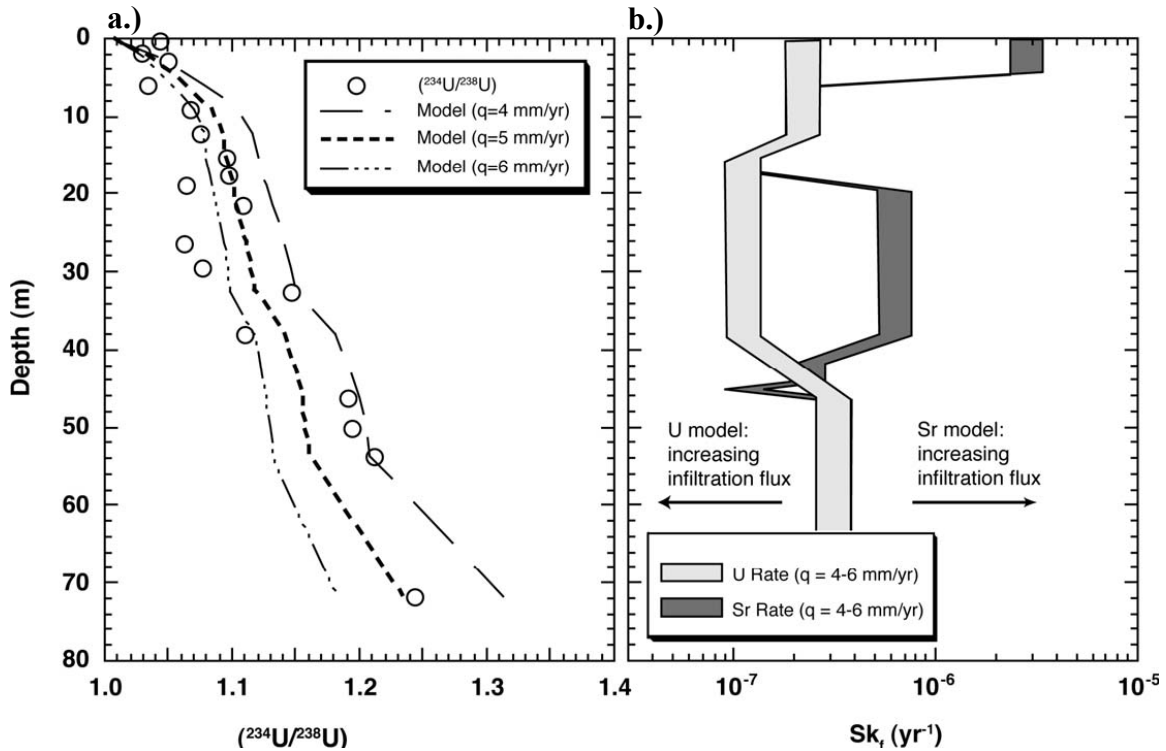 a.)
b.)
0
10
20
30
40
50
60
70
80
Depth (m)
1.0 1.1 1.2 1.3 1.4
(²³⁴U/²³⁸U)
(²³⁴U/²³⁸U)
Model (q=4 mm/yr)
Model (q=5 mm/yr)
Model (q=6 mm/yr)
U model:
increasing
infiltration flux
Sr model:
increasing
infiltration flux
U Rate (q = 4-6 mm/yr)
Sr Rate (q = 4-6 mm/yr)
10⁻⁷ 10⁻⁶ 10⁻⁵
Skf (yr⁻¹)